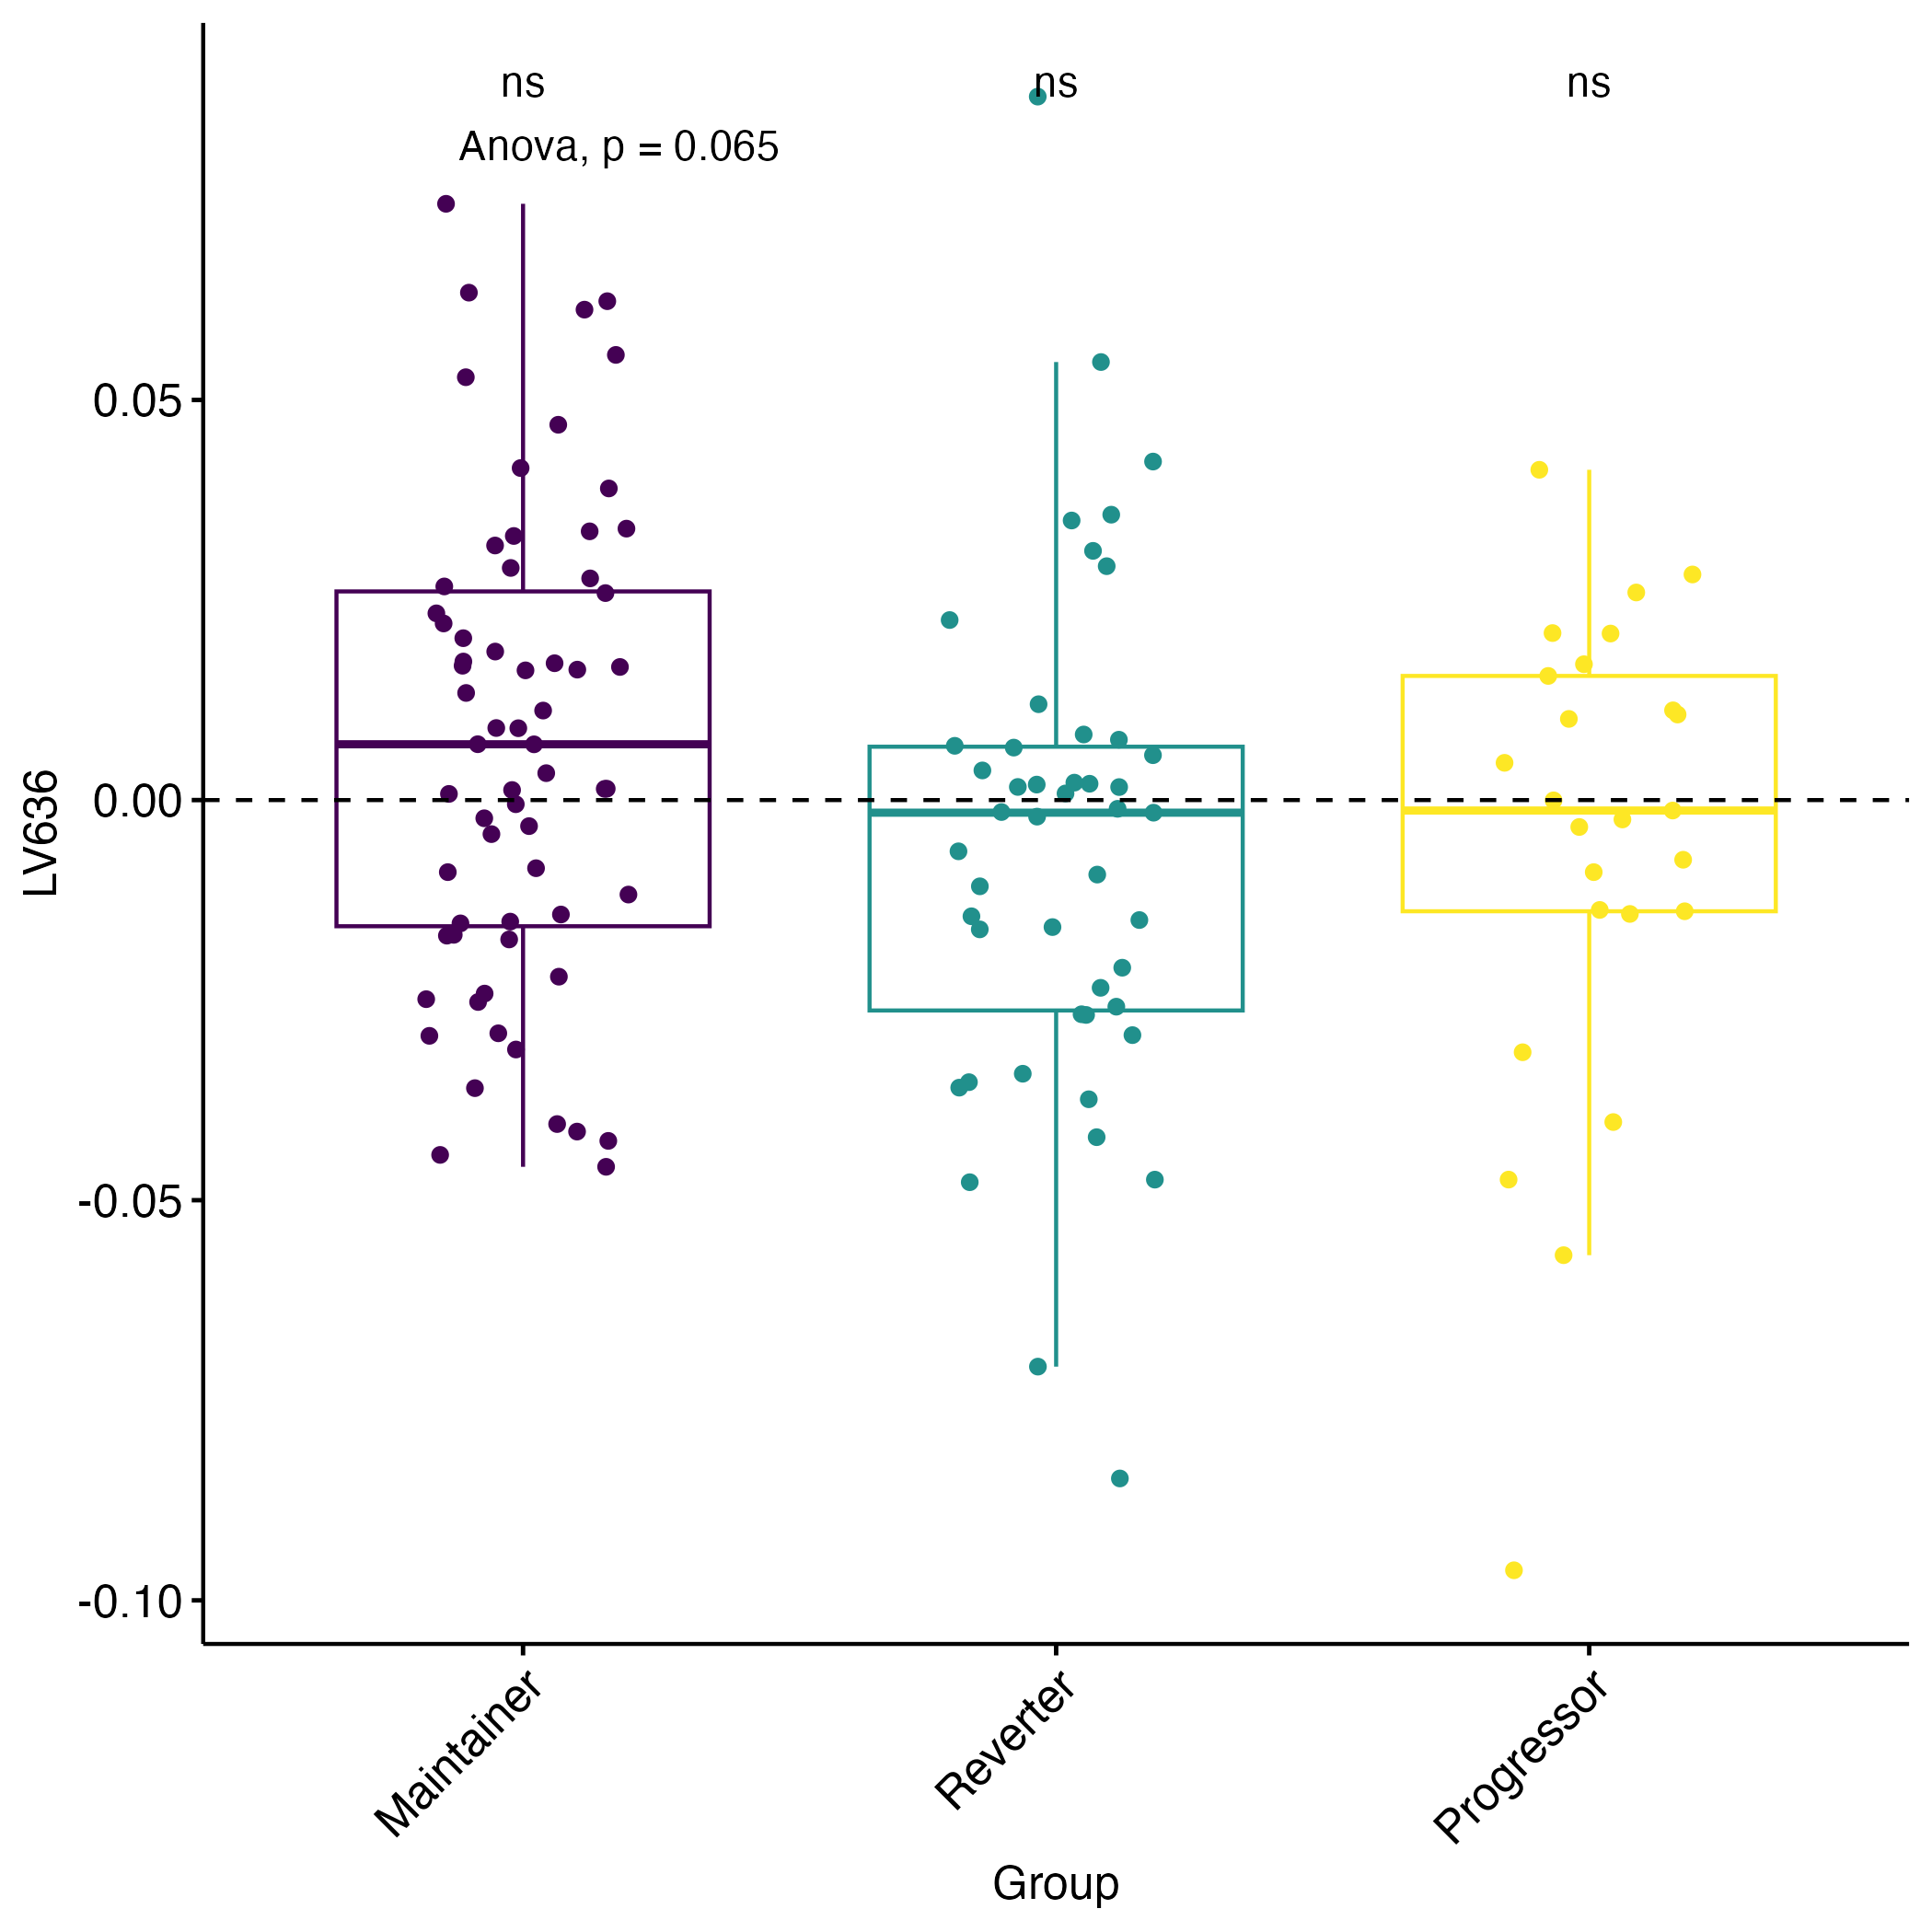 ns ns ns
Anova, p = 0.065
0.05
0.00
-0.05
-0.10
LV636
Maintainer Reverter Progressor
Group